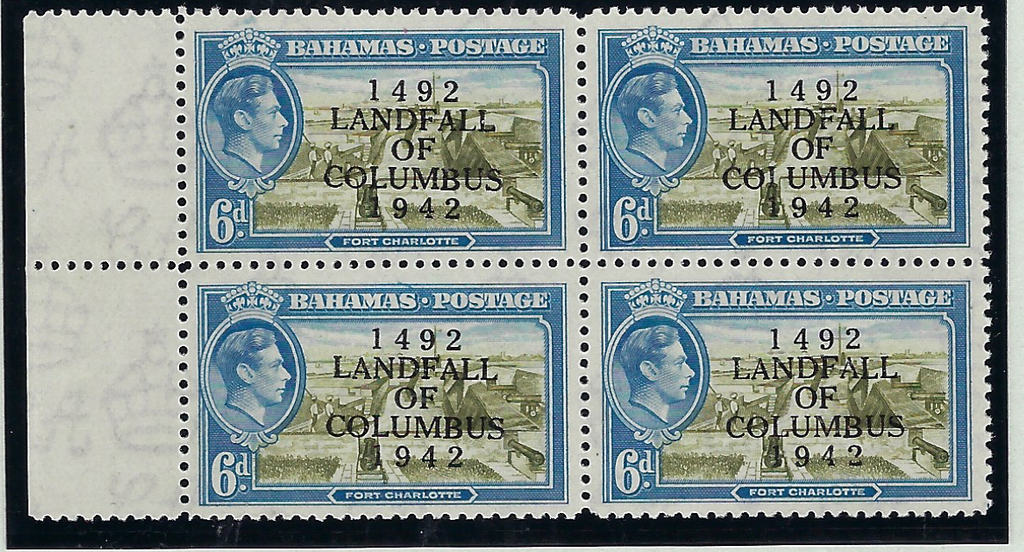 BAHAMAS · POSTAGE
1492
LANDFALL
OF
COLUMBUS
1942
6d.
FORT CHARLOTTE
BAHAMAS · POSTAGE
1492
LANDFALL
OF
COLUMBUS
1942
6d.
FORT CHARLOTTE
BAHAMAS · POSTAGE
1492
LANDFALL
OF
COLUMBUS
1942
6d.
FORT CHARLOTTE
BAHAMAS · POSTAGE
1492
LANDFALL
OF
COLUMBUS
1942
6d.
FORT CHARLOTTE